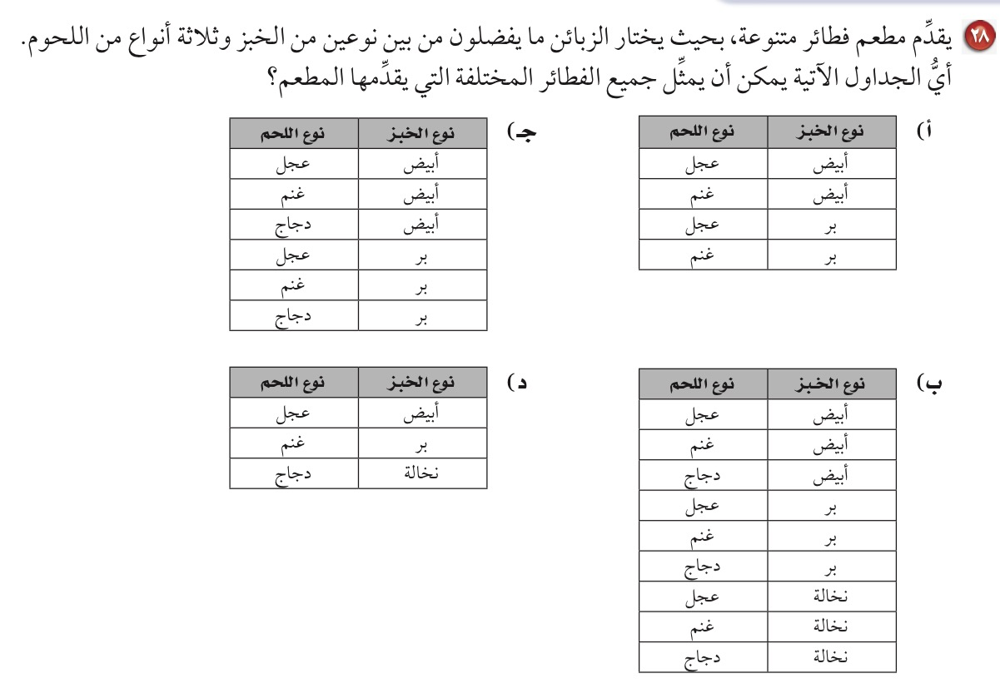 ٢٨ يقدِّم مطعم فطائر متنوعة، بحيث يختار الزبائن ما يفضلون من بين نوعين من الخبز وثلاثة أنواع من اللحوم.
أيُّ الجداول الآتية يمكن أن يمثِّل جميع الفطائر المختلفة التي يقدِّمها المطعم؟
أ)
نوع الخبز نوع اللحم
أبيض عجل
أبيض غنم
بر عجل
بر غنم
جـ)
نوع الخبز نوع اللحم
أبيض عجل
أبيض غنم
أبيض دجاج
بر عجل
بر غنم
بر دجاج
ب)
نوع الخبز نوع اللحم
أبيض عجل
أبيض غنم
أبيض دجاج
بر عجل
بر غنم
بر دجاج
نخالة عجل
نخالة غنم
نخالة دجاج
د)
نوع الخبز نوع اللحم
أبيض عجل
بر غنم
نخالة دجاج